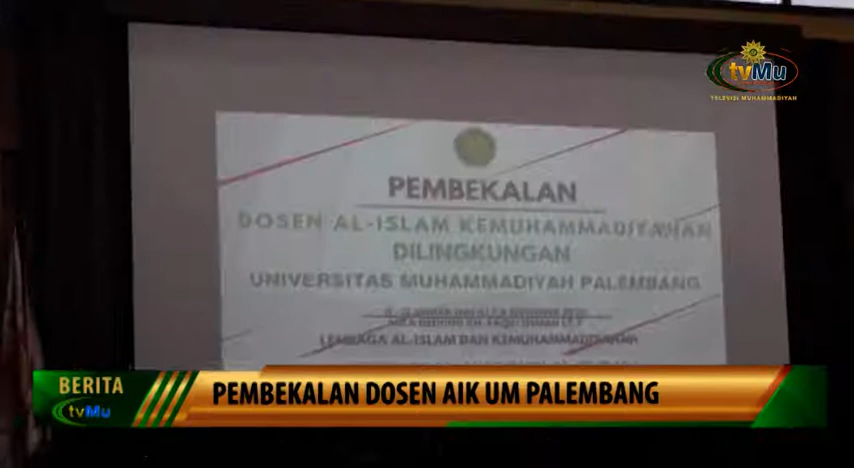 tvMu
TELEVISI MUHAMMADIYAH
PEMBEKALAN
DOSEN AL-ISLAM KEMUHAMMADIYAHAN
DILINGKUNGAN
UNIVERSITAS MUHAMMADIYAH PALEMBANG
LEMBAGA AL-ISLAM DAN KEMUHAMMADIYAHAN
BERITA
tvMu
PEMBEKALAN DOSEN AIK UM PALEMBANG